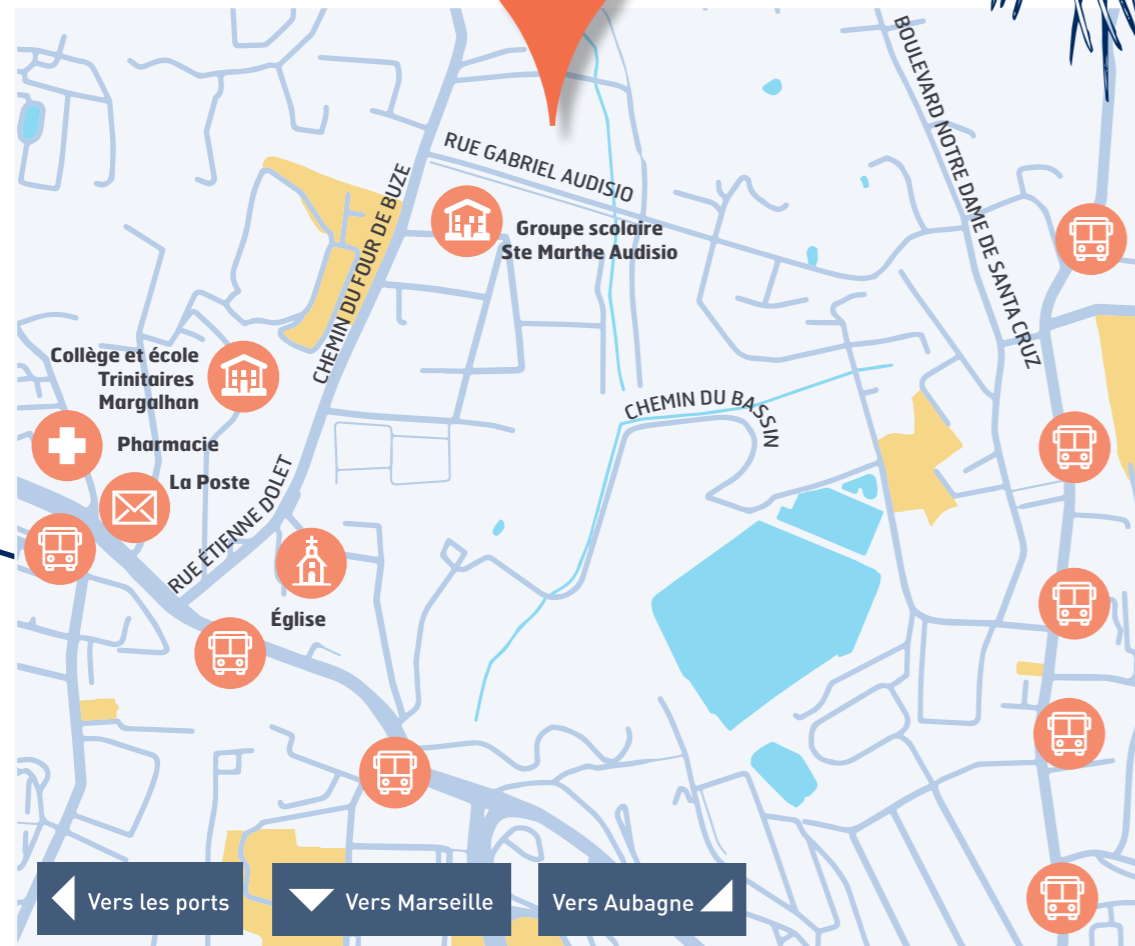 BOULEVARD NOTRE DAME DE SANTA CRUZ
RUE GABRIEL AUDISIO
CHEMIN DU FOUR DE BUZE
Groupe scolaire
Ste Marthe Audisio
Collège et école
Trinitaires
Margalhan
CHEMIN DU BASSIN
Pharmacie
La Poste
RUE ÉTIENNE DOLET
Église
Vers les ports
Vers Marseille
Vers Aubagne